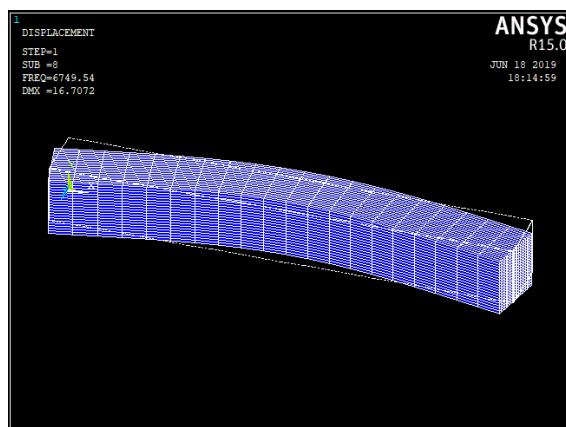 1
DISPLACEMENT
STEP=1
SUB =8
FREQ=6749.54
DMX =16.7072
ANSYS
R15.0
JUN 18 2019
18:14:59
X